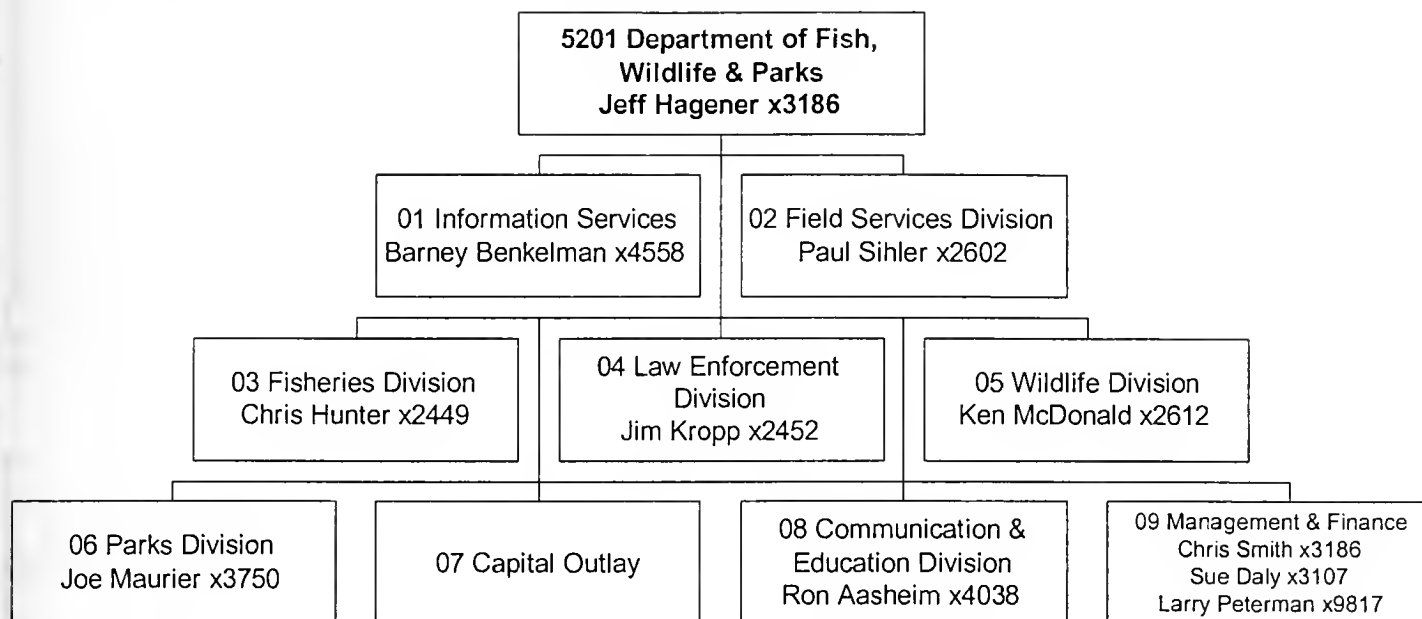 5201 Department of Fish,
Wildlife & Parks
Jeff Hagener x3186
01 Information Services
Barney Benkelman x4558
02 Field Services Division
Paul Sihler x2602
03 Fisheries Division
Chris Hunter x2449
04 Law Enforcement
Division
Jim Kropp x2452
05 Wildlife Division
Ken McDonald x2612
06 Parks Division
Joe Maurier x3750
07 Capital Outlay
08 Communication &
Education Division
Ron Aasheim x4038
09 Management & Finance
Chris Smith x3186
Sue Daly x3107
Larry Peterman x9817